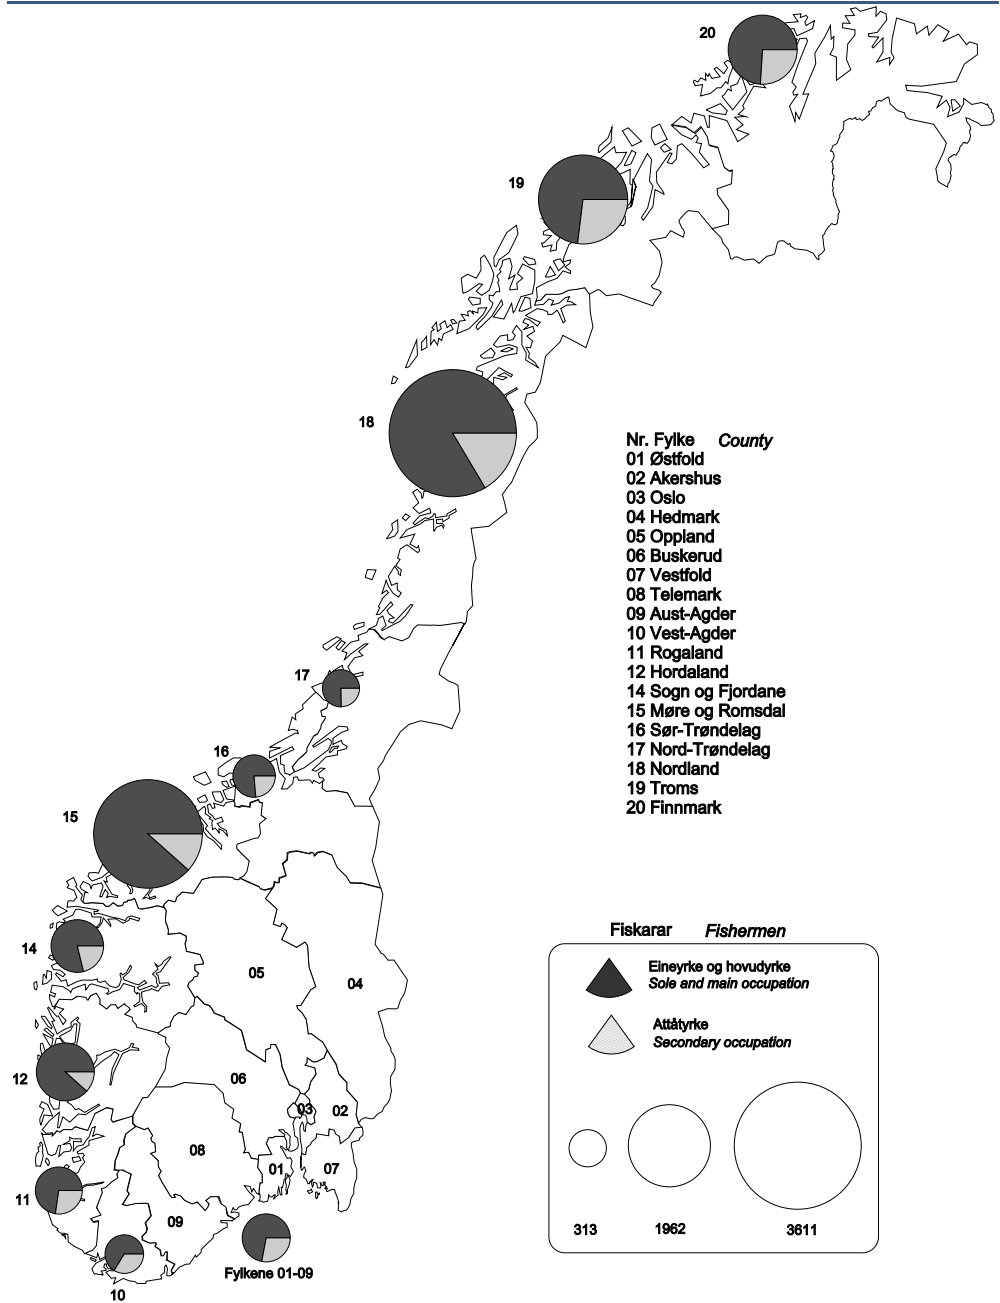 20
19
18
Nr. Fylke County
01 Østfold
02 Akershus
03 Oslo
04 Hedmark
05 Oppland
06 Buskerud
07 Vestfold
08 Telemark
09 Aust-Agder
10 Vest-Agder
11 Rogaland
12 Hordaland
14 Sogn og Fjordane
15 Møre og Romsdal
16 Sør-Trøndelag
17 Nord-Trøndelag
18 Nordland
19 Troms
20 Finnmark
17
16
15
14
05
04
12
06
03
02
08
01
07
11
09
10
Fylkene 01-09
Fiskarar Fishermen
Eineyrke og hovudyrke
Sole and main occupation
Attåtyrke
Secondary occupation
313
1962
3611